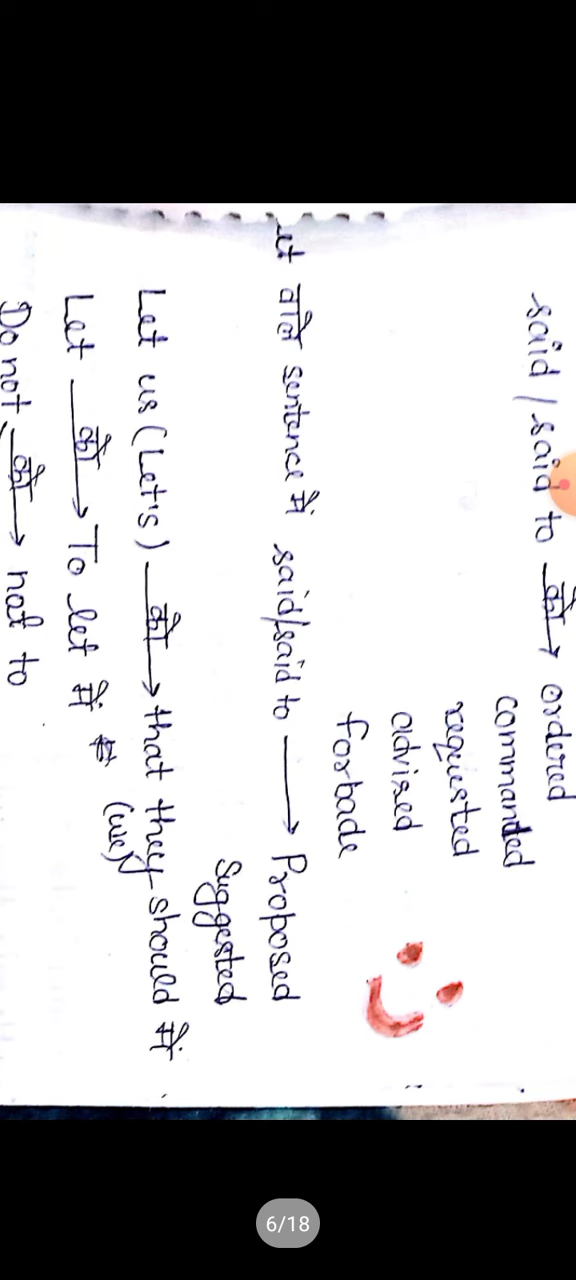 said / said to को→ ordered
commanded
requested
advised
forbade
वाले sentence में said/said to → Proposed
Suggested
Let us (Let's) को→ that they should में
(we)
Let को→ To let में
Do not को→ not to
6/18